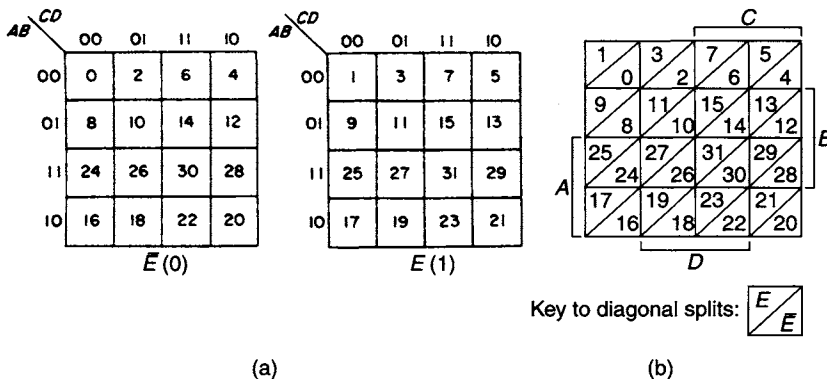 CD
AB
00 01 11 10
00 0 2 6 4
01 8 10 14 12
11 24 26 30 28
10 16 18 22 20
Ē (0)
CD
AB
00 01 11 10
00 1 3 7 5
01 9 11 15 13
11 25 27 31 29
10 17 19 23 21
E (1)
(a)
C
1 3 7 5
0 2 6 4
9 11 15 13
8 10 14 12
25 27 31 29
24 26 30 28
17 19 23 21
16 18 22 20
A
B
D
Key to diagonal splits: E Ē
(b)